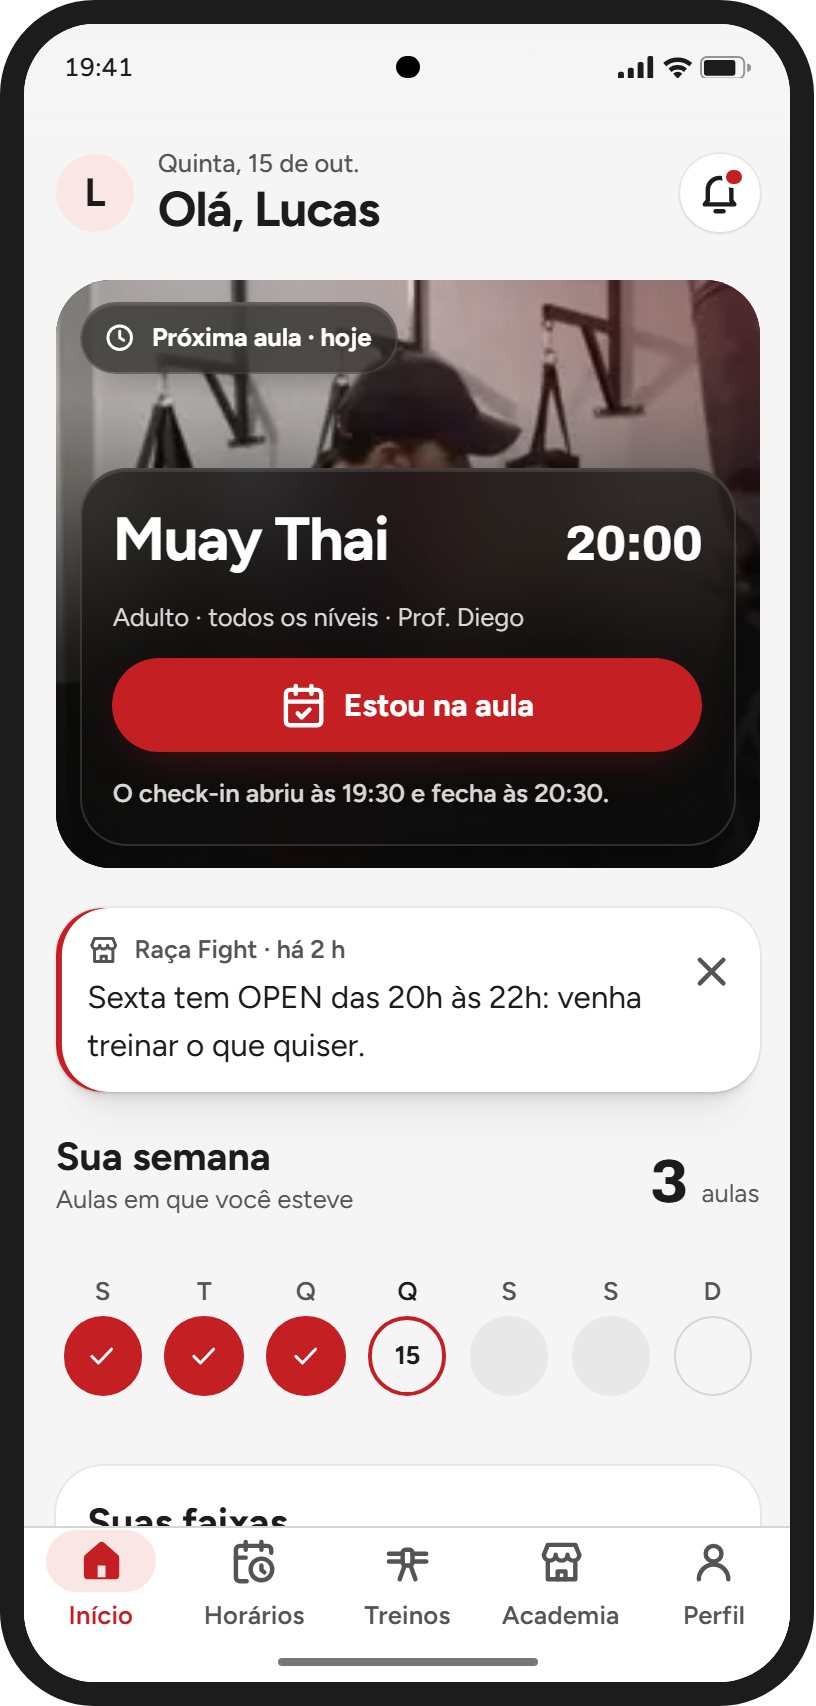 19:41
L
Quinta, 15 de out.
Olá, Lucas
Próxima aula · hoje
Muay Thai
20:00
Adulto · todos os níveis · Prof. Diego
Estou na aula
O check-in abriu às 19:30 e fecha às 20:30.
Raça Fight · há 2 h
Sexta tem OPEN das 20h às 22h: venha
treinar o que quiser.
Sua semana
3 aulas
Aulas em que você esteve
S T Q Q S S D
15
Suas faixas
Início Horários Treinos Academia Perfil